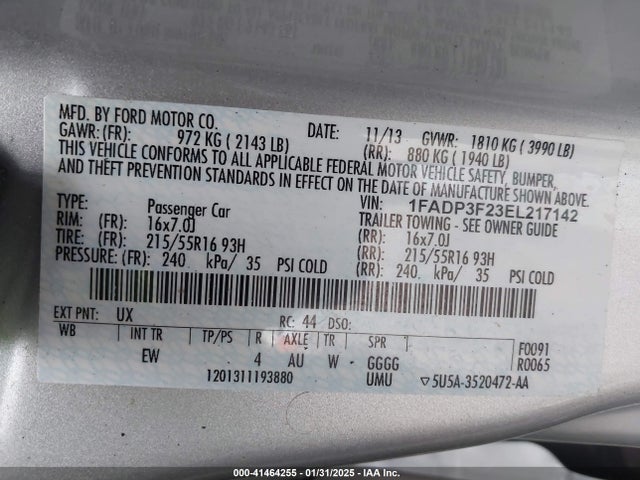 MFD. BY FORD MOTOR CO.
DATE: 11/13 GVWR: 1810 KG ( 3990 LB)
GAWR: (FR): 972 KG ( 2143 LB) (RR): 880 KG ( 1940 LB)
THIS VEHICLE CONFORMS TO ALL APPLICABLE FEDERAL MOTOR VEHICLE SAFETY, BUMPER,
AND THEFT PREVENTION STANDARDS IN EFFECT ON THE DATE OF MANUFACTURE SHOWN ABOVE.
VIN: 1FADP3F23EL217142
TYPE: Passenger Car TRAILER TOWING - SEE OWNER GUIDE
RIM: (FR): 16x7.0J (RR): 16x7.0J
TIRE: (FR): 215/55R16 93H (RR): 215/55R16 93H
PRESSURE: (FR): 240 kPa/ 35 PSI COLD (RR): 240 kPa/ 35 PSI COLD
EXT PNT: UX RC: 44 DSO:
WB INT TR TP/PS R AXLE TR SPR F0091
EW 4 AU W GGGG R0065
1201311193880 UMU ▽5U5A-3520472-AA
000-41464255 - 01/31/2025 - IAA Inc.